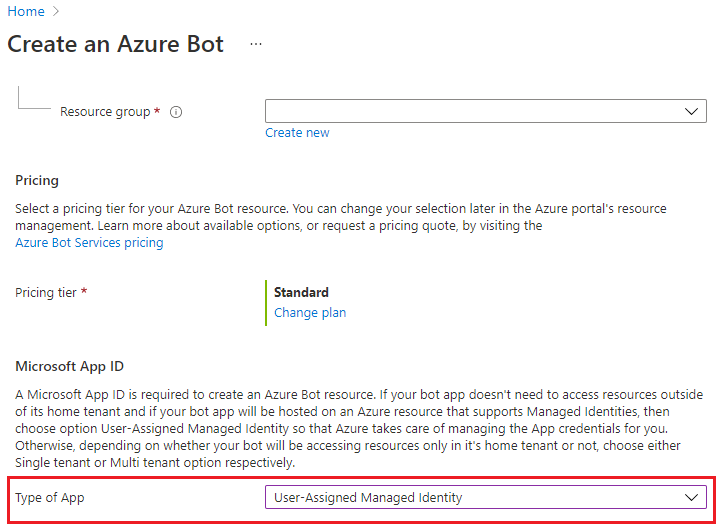 Home >
Create an Azure Bot ...
Resource group *
Create new
Pricing
Select a pricing tier for your Azure Bot resource. You can change your selection later in the Azure portal's resource
management. Learn more about available options, or request a pricing quote, by visiting the
Azure Bot Services pricing
Pricing tier * Standard
Change plan
Microsoft App ID
A Microsoft App ID is required to create an Azure Bot resource. If your bot app doesn't need to access resources outside
of its home tenant and if your bot app will be hosted on an Azure resource that supports Managed Identities, then
choose option User-Assigned Managed Identity so that Azure takes care of managing the App credentials for you.
Otherwise, depending on whether your bot will be accessing resources only in it's home tenant or not, choose either
Single tenant or Multi tenant option respectively.
Type of App User-Assigned Managed Identity